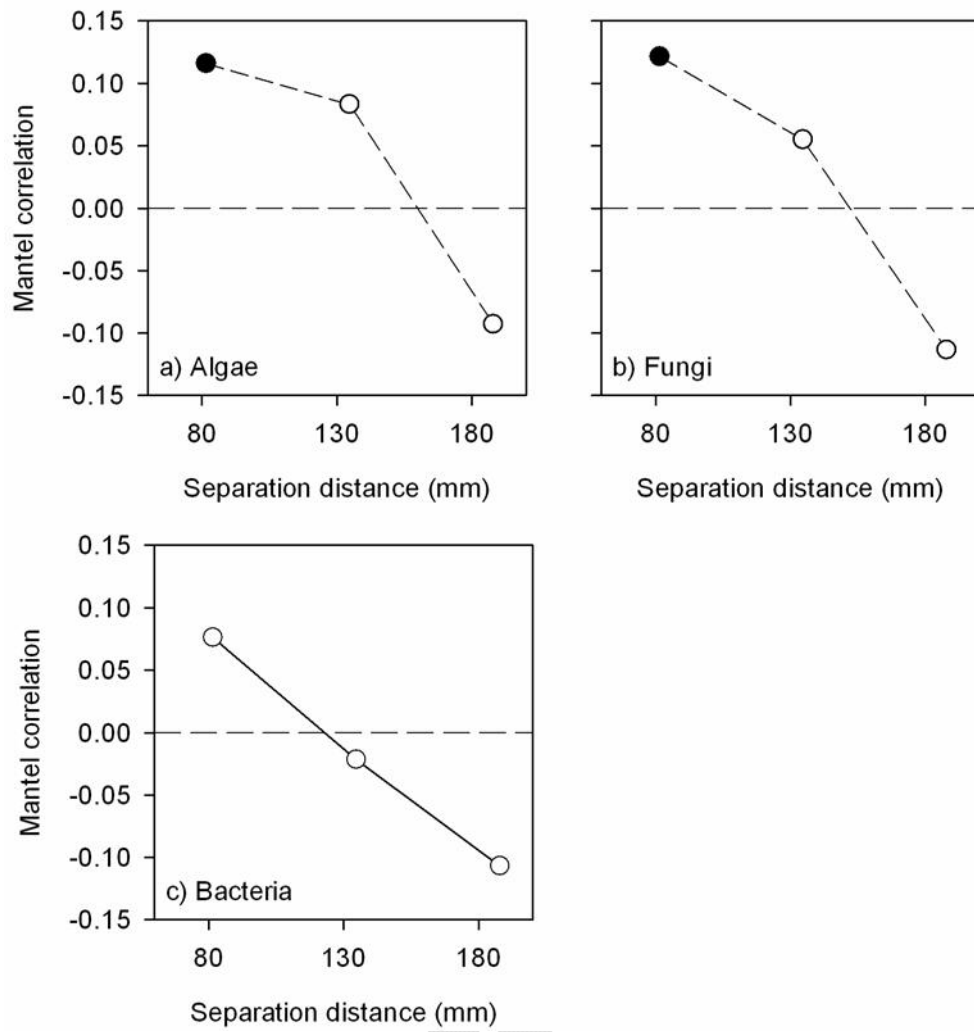 0.15
0.10
0.05
0.00
-0.05
-0.10
-0.15
Mantel correlation
a) Algae
80 130 180
Separation distance (mm)
b) Fungi
80 130 180
Separation distance (mm)
0.15
0.10
0.05
0.00
-0.05
-0.10
-0.15
Mantel correlation
c) Bacteria
80 130 180
Separation distance (mm)